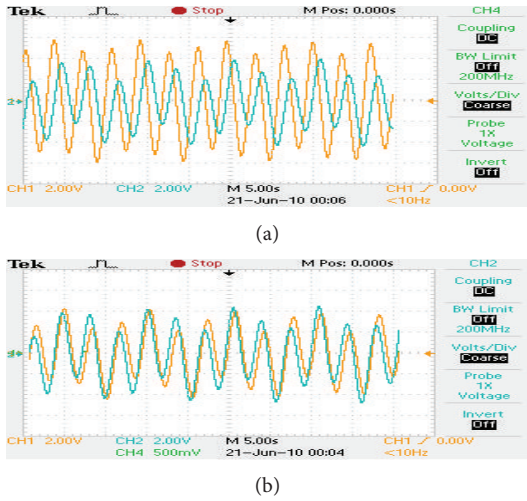 Tek Stop M Pos: 0.000s CH4
Coupling
DC
BW Limit
Off
200MHz
Volts/Div
Coarse
2
Probe
1X
Voltage
Invert
Off
CH1 2.00V CH2 2.00V M 5.00s CH1 0.00V
21-Jun-10 00:06 <10Hz
(a)
Tek Stop M Pos: 0.000s CH2
Coupling
DC
BW Limit
Off
200MHz
Volts/Div
Coarse
Probe
1X
Voltage
Invert
Off
CH1 2.00V CH2 2.00V M 5.00s CH1 0.00V
CH4 500mV 21-Jun-10 00:04 <10Hz
(b)